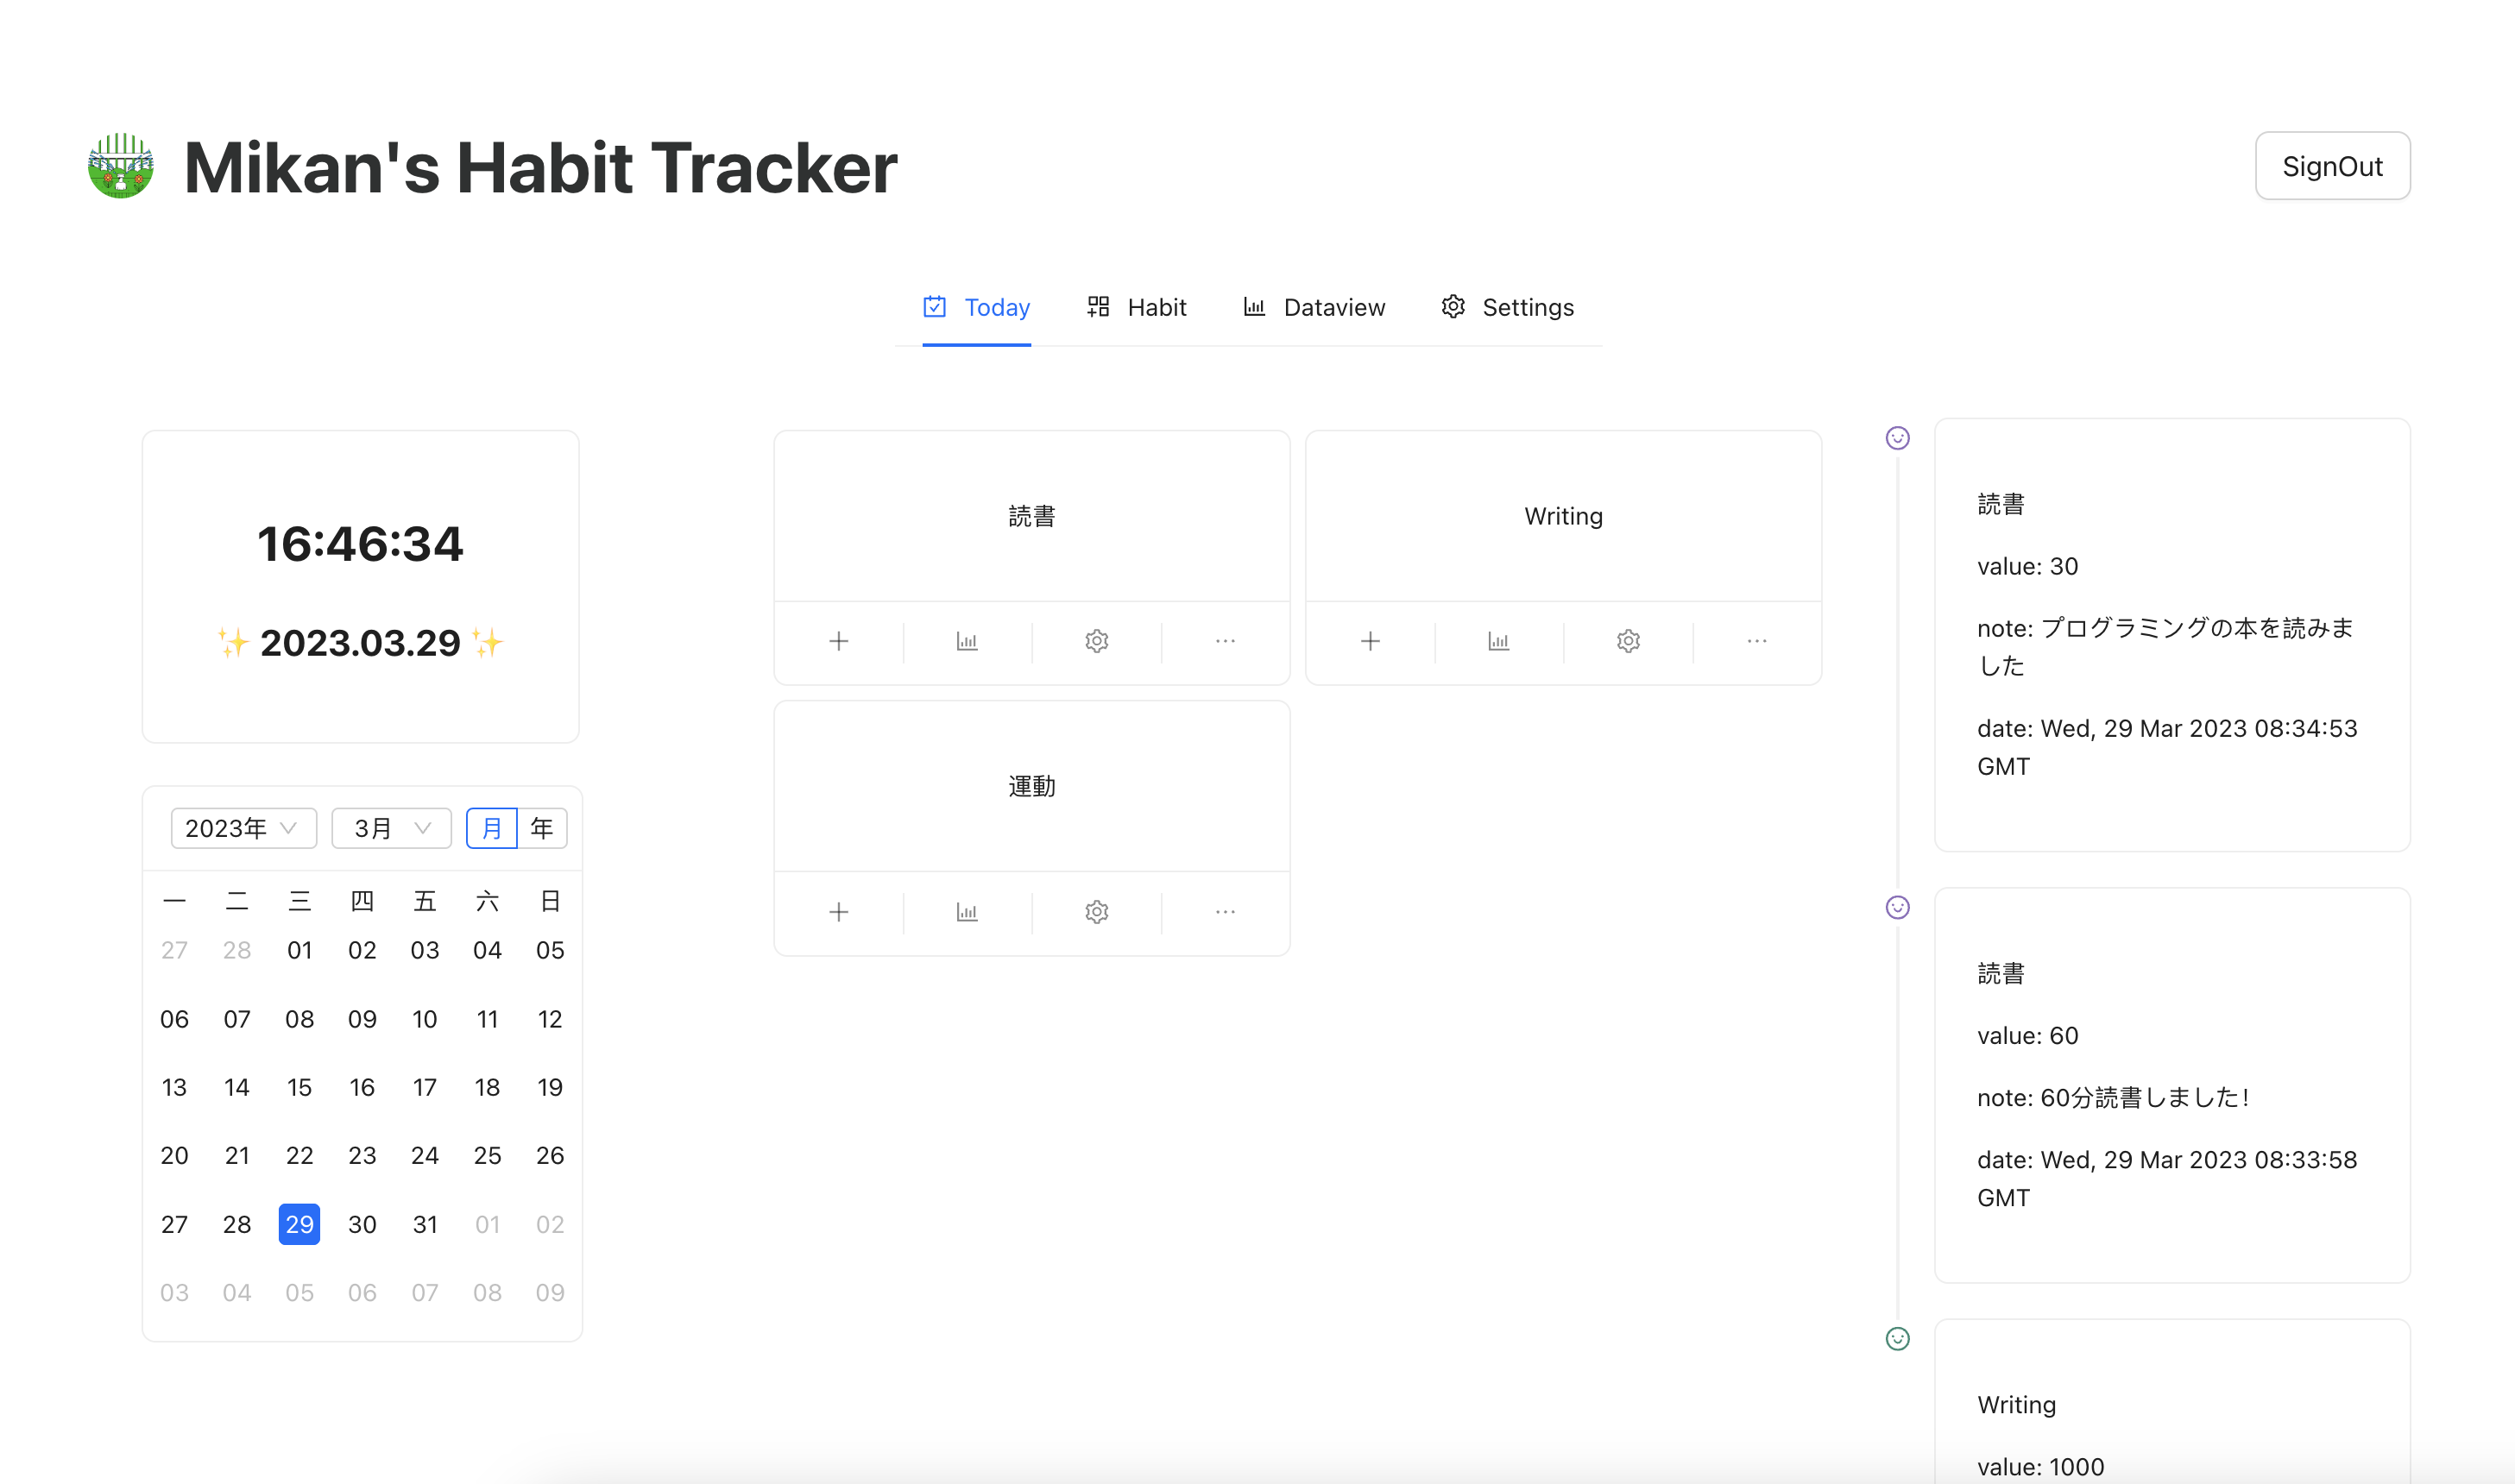 Mikan's Habit Tracker
SignOut
Today
Habit
Dataview
Settings
16:46:34
✨ 2023.03.29 ✨
2023年
3月
月 年
一 二 三 四 五 六 日
27 28 01 02 03 04 05
06 07 08 09 10 11 12
13 14 15 16 17 18 19
20 21 22 23 24 25 26
27 28 29 30 31 01 02
03 04 05 06 07 08 09
読書
Writing
運動
読書
value: 30
note: プログラミングの本を読みま
した
date: Wed, 29 Mar 2023 08:34:53
GMT
読書
value: 60
note: 60分読書しました！
date: Wed, 29 Mar 2023 08:33:58
GMT
Writing
value: 1000